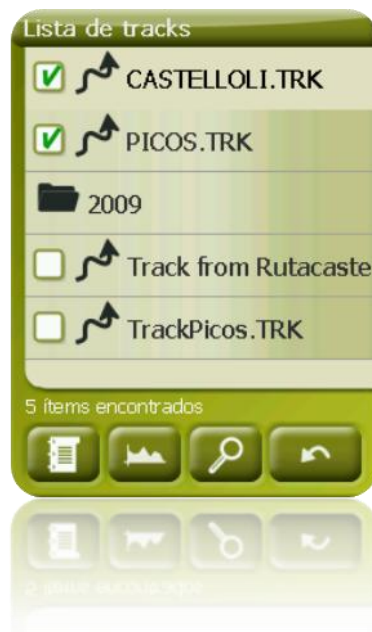 Lista de tracks
CASTELLOLI.TRK
PICOS.TRK
2009
Track from Rutacaste
TrackPicos.TRK
5 ítems encontrados